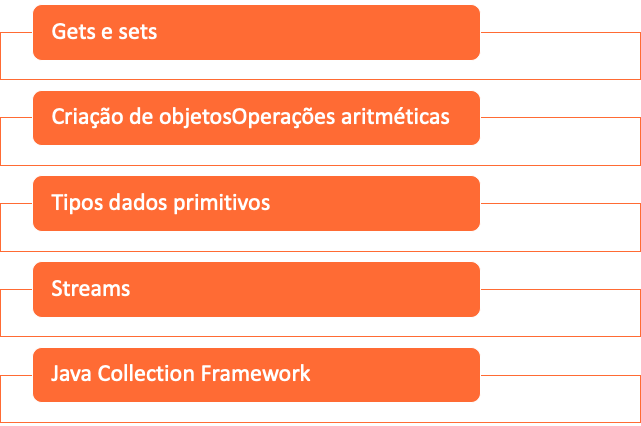 Gets e sets
Criação de objetosOperações aritméticas
Tipos dados primitivos
Streams
Java Collection Framework